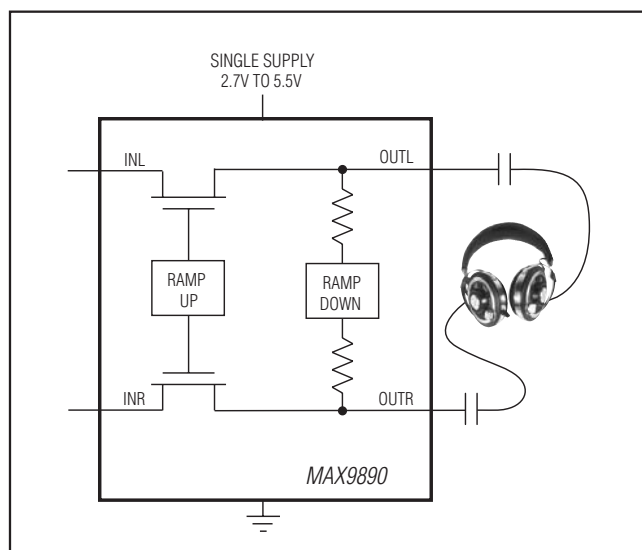 SINGLE SUPPLY
2.7V TO 5.5V
INL
OUTL
RAMP
UP
RAMP
DOWN
INR
OUTR
MAX9890